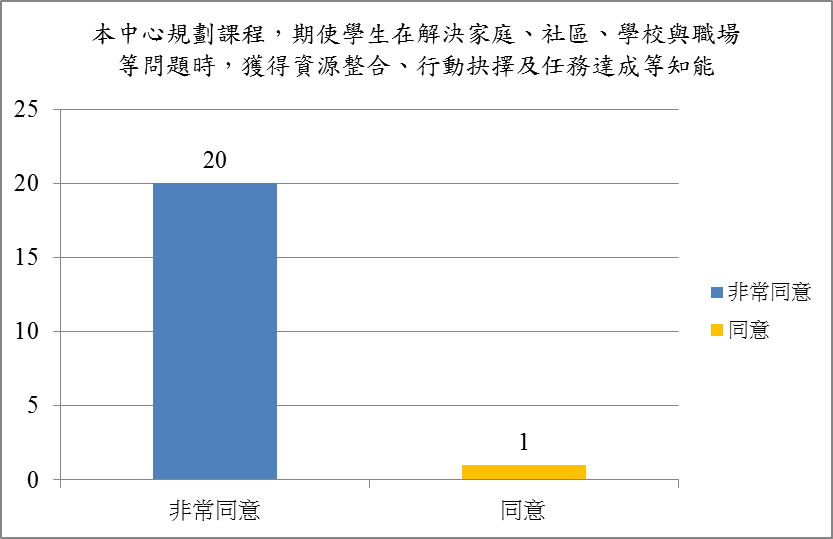 本中心規劃課程，期使學生在解決家庭、社區、學校與職場
等問題時，獲得資源整合、行動抉擇及任務達成等知能
25
20
15
10
5
0
20
1
非常同意
同意
非常同意
同意